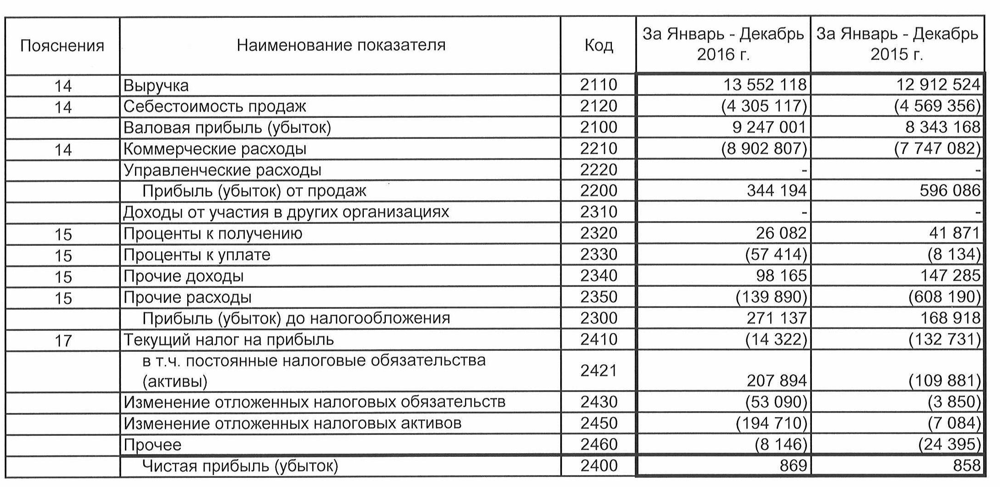 Пояснения Наименование показателя Код За Январь - Декабрь 2016 г. За Январь - Декабрь 2015 г.
14 Выручка 2110 13 552 118 12 912 524
14 Себестоимость продаж 2120 (4 305 117) (4 569 356)
Валовая прибыль (убыток) 2100 9 247 001 8 343 168
14 Коммерческие расходы 2210 (8 902 807) (7 747 082)
Управленческие расходы 2220 - -
Прибыль (убыток) от продаж 2200 344 194 596 086
Доходы от участия в других организациях 2310 - -
15 Проценты к получению 2320 26 082 41 871
15 Проценты к уплате 2330 (57 414) (8 134)
15 Прочие доходы 2340 98 165 147 285
15 Прочие расходы 2350 (139 890) (608 190)
Прибыль (убыток) до налогообложения 2300 271 137 168 918
17 Текущий налог на прибыль 2410 (14 322) (132 731)
в т.ч. постоянные налоговые обязательства
(активы) 2421 207 894 (109 881)
Изменение отложенных налоговых обязательств 2430 (53 090) (3 850)
Изменение отложенных налоговых активов 2450 (194 710) (7 084)
Прочее 2460 (8 146) (24 395)
Чистая прибыль (убыток) 2400 869 858